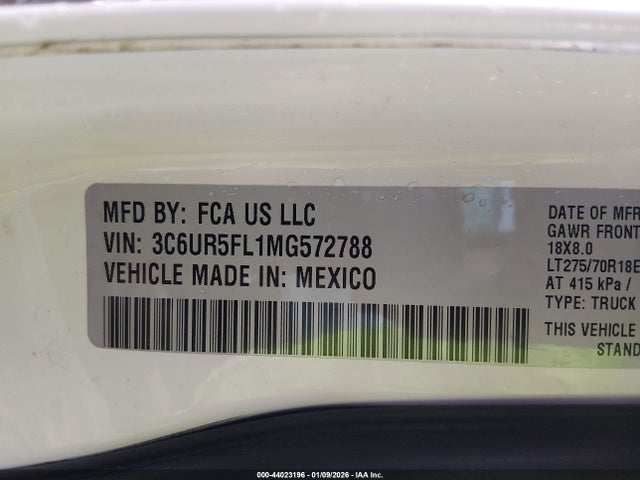 MFD BY: FCA US LLC
VIN: 3C6UR5FL1MG572788
VEHICLE MADE IN: MEXICO
DATE OF MFR
GAWR FRONT
18X8.0
LT275/70R18E
AT 415 kPa /
TYPE: TRUCK
THIS VEHICLE
STAND
000-44023196 - 01/09/2026 - IAA Inc.